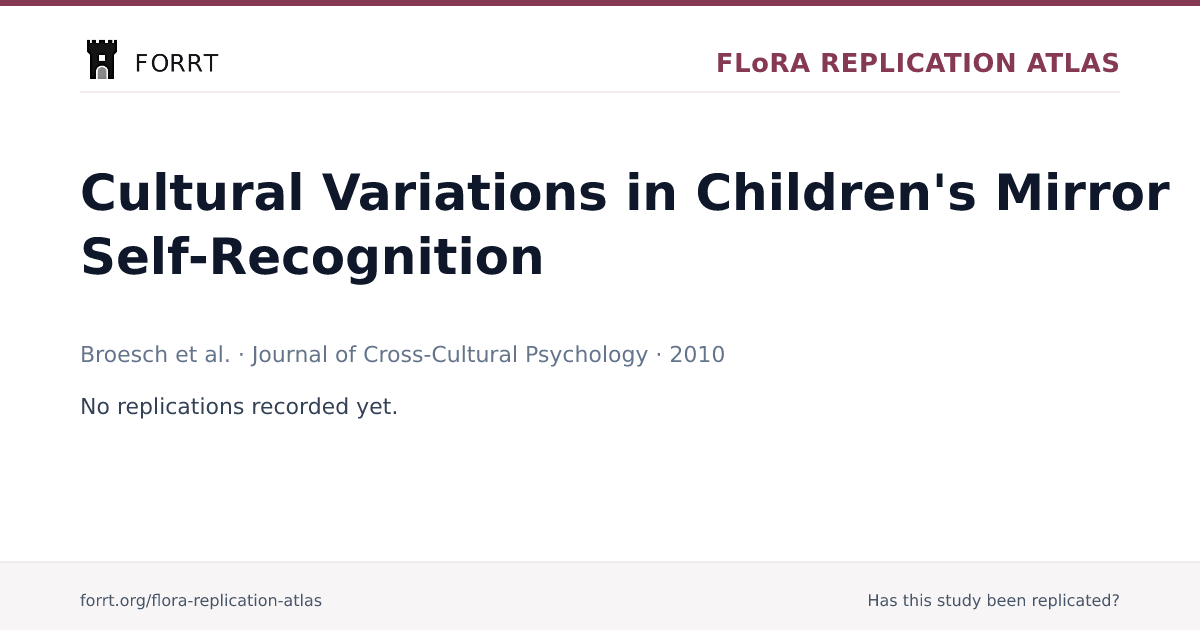 FORRT
FLoRA REPLICATION ATLAS
Cultural Variations in Children's Mirror
Self-Recognition
Broesch et al. · Journal of Cross-Cultural Psychology · 2010
No replications recorded yet.
forrt.org/flora-replication-atlas
Has this study been replicated?